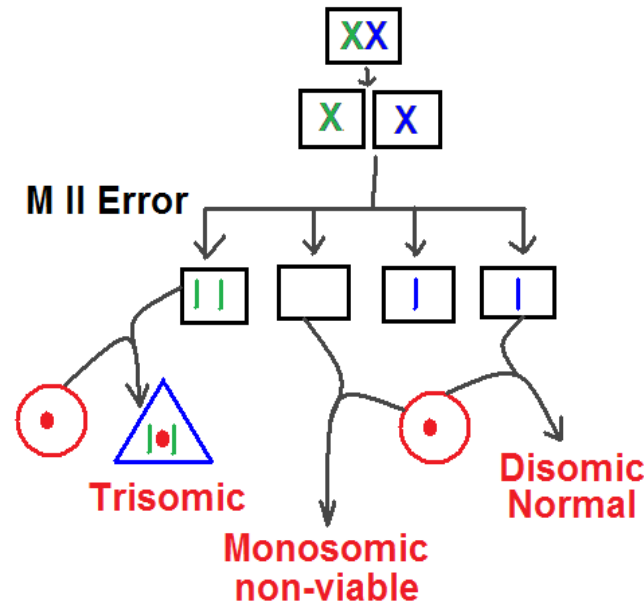 XX
X X
M II Error
Trisomic
Disomic
Normal
Monosomic
non-viable